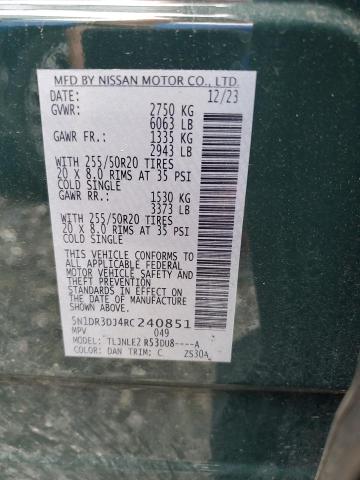 MFD BY NISSAN MOTOR CO., LTD.
DATE: 12/23
GVWR: 2750 KG
6063 LB
GAWR FR.: 1335 KG
2943 LB
WITH 255/50R20 TIRES
20 x 8.0 RIMS AT 35 PSI
COLD SINGLE
GAWR RR.: 1530 KG
3373 LB
WITH 255/50R20 TIRES
20 x 8.0 RIMS AT 35 PSI
COLD SINGLE
THIS VEHICLE CONFORMS TO
ALL APPLICABLE FEDERAL
MOTOR VEHICLE SAFETY
AND THEFT PREVENTION
STANDARDS IN EFFECT ON
THE DATE OF MANUFACTURE
SHOWN ABOVE.
5N1DR3DJ4RC240851
MPV 049
MODEL: TLJNLEZ R53DU8----A
COLOR: DAN TRIM: C ZS304